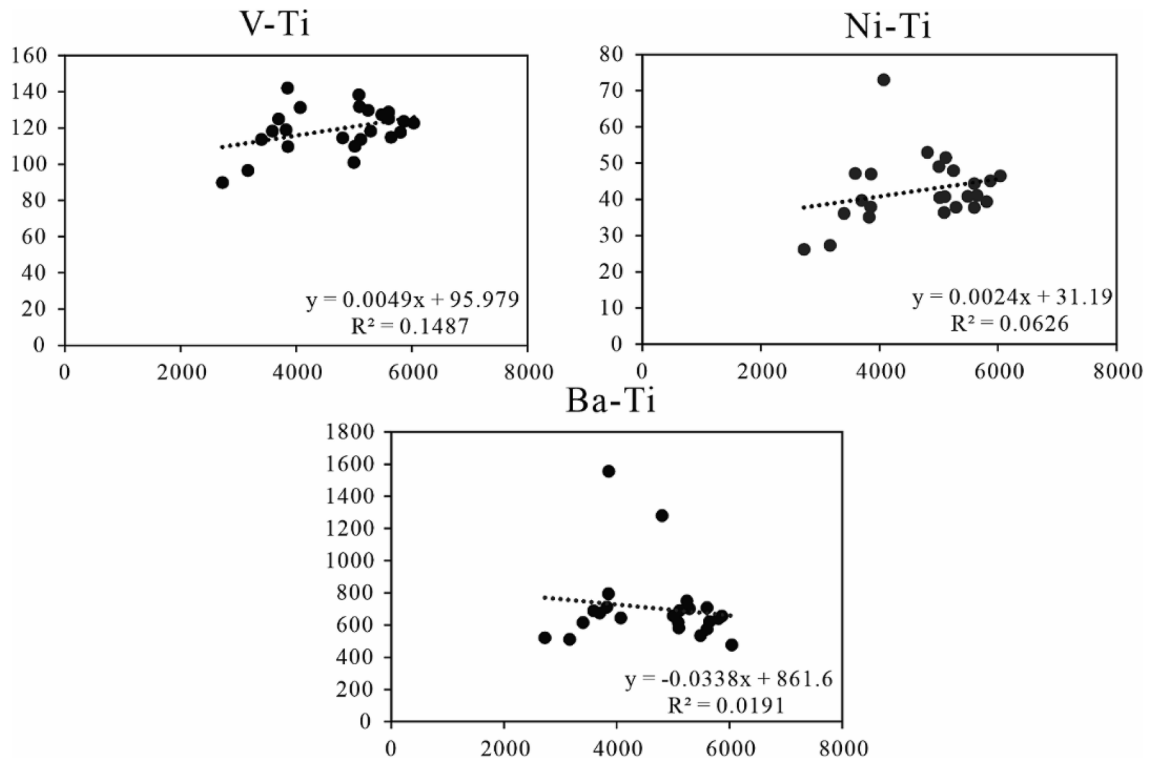 V-Ti
160
140
120
100
80
60
40
20
0
0 2000 4000 6000 8000
y = 0.0049x + 95.979
R² = 0.1487
Ni-Ti
80
70
60
50
40
30
20
10
0
0 2000 4000 6000 8000
y = 0.0024x + 31.19
R² = 0.0626
Ba-Ti
1800
1600
1400
1200
1000
800
600
400
200
0
0 2000 4000 6000 8000
y = -0.0338x + 861.6
R² = 0.0191